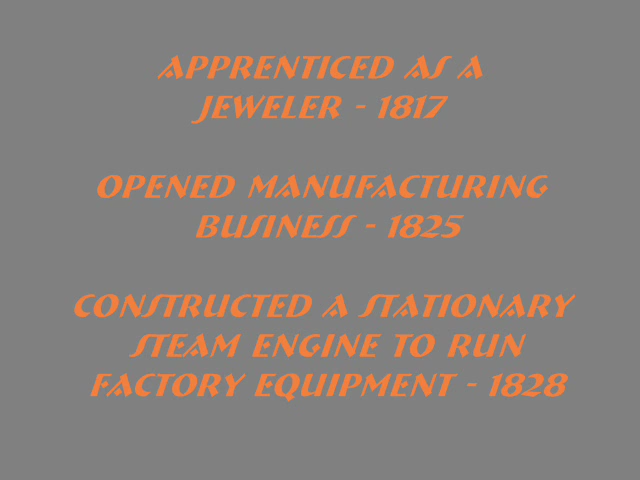 APPRENTICED AS A
JEWELER - 1817
OPENED MANUFACTURING
BUSINESS - 1825
CONSTRUCTED A STATIONARY
STEAM ENGINE TO RUN
FACTORY EQUIPMENT - 1828